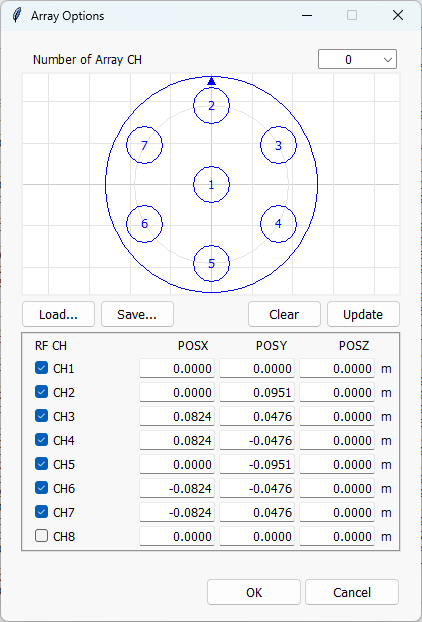 Array Options
Number of Array CH 0
2
7 3
1
6 4
5
Load... Save... Clear Update
RF CH POSX POSY POSZ
CH1 0.0000 0.0000 0.0000 m
CH2 0.0000 0.0951 0.0000 m
CH3 0.0824 0.0476 0.0000 m
CH4 0.0824 -0.0476 0.0000 m
CH5 0.0000 -0.0951 0.0000 m
CH6 -0.0824 -0.0476 0.0000 m
CH7 -0.0824 0.0476 0.0000 m
CH8 0.0000 0.0000 0.0000 m
OK Cancel